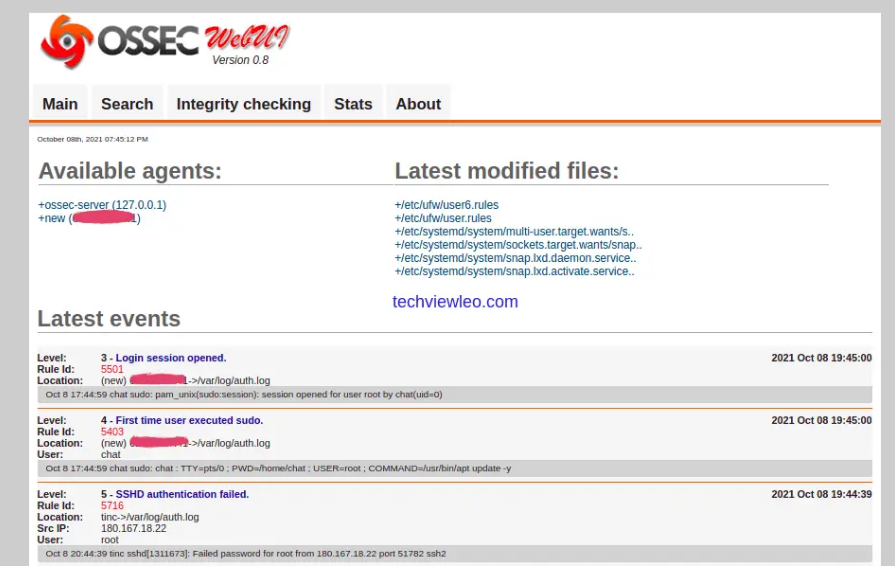 OSSEC WebUI
Version 0.8
Main Search Integrity checking Stats About
October 08th, 2021 07:45:12 PM
Available agents:
+ossec-server (127.0.0.1)
+new ( 1)
Latest modified files:
+/etc/ufw/user6.rules
+/etc/ufw/user.rules
+/etc/systemd/system/multi-user.target.wants/s..
+/etc/systemd/system/sockets.target.wants/snap..
+/etc/systemd/system/snap.lxd.daemon.service..
+/etc/systemd/system/snap.lxd.activate.service..
techviewleo.com
Latest events
Level: 3 - Login session opened. 2021 Oct 08 19:45:00
Rule Id: 5501
Location: (new) 1->/var/log/auth.log
Oct 8 17:44:59 chat sudo: pam_unix(sudo:session): session opened for user root by chat(uid=0)
Level: 4 - First time user executed sudo. 2021 Oct 08 19:45:00
Rule Id: 5403
Location: (new) ->/var/log/auth.log
User: chat
Oct 8 17:44:59 chat sudo: chat : TTY=pts/0 ; PWD=/home/chat ; USER=root ; COMMAND=/usr/bin/apt update -y
Level: 5 - SSHD authentication failed. 2021 Oct 08 19:44:39
Rule Id: 5716
Location: tinc->/var/log/auth.log
Src IP: 180.167.18.22
User: root
Oct 8 20:44:39 tinc sshd[1311673]: Failed password for root from 180.167.18.22 port 51782 ssh2